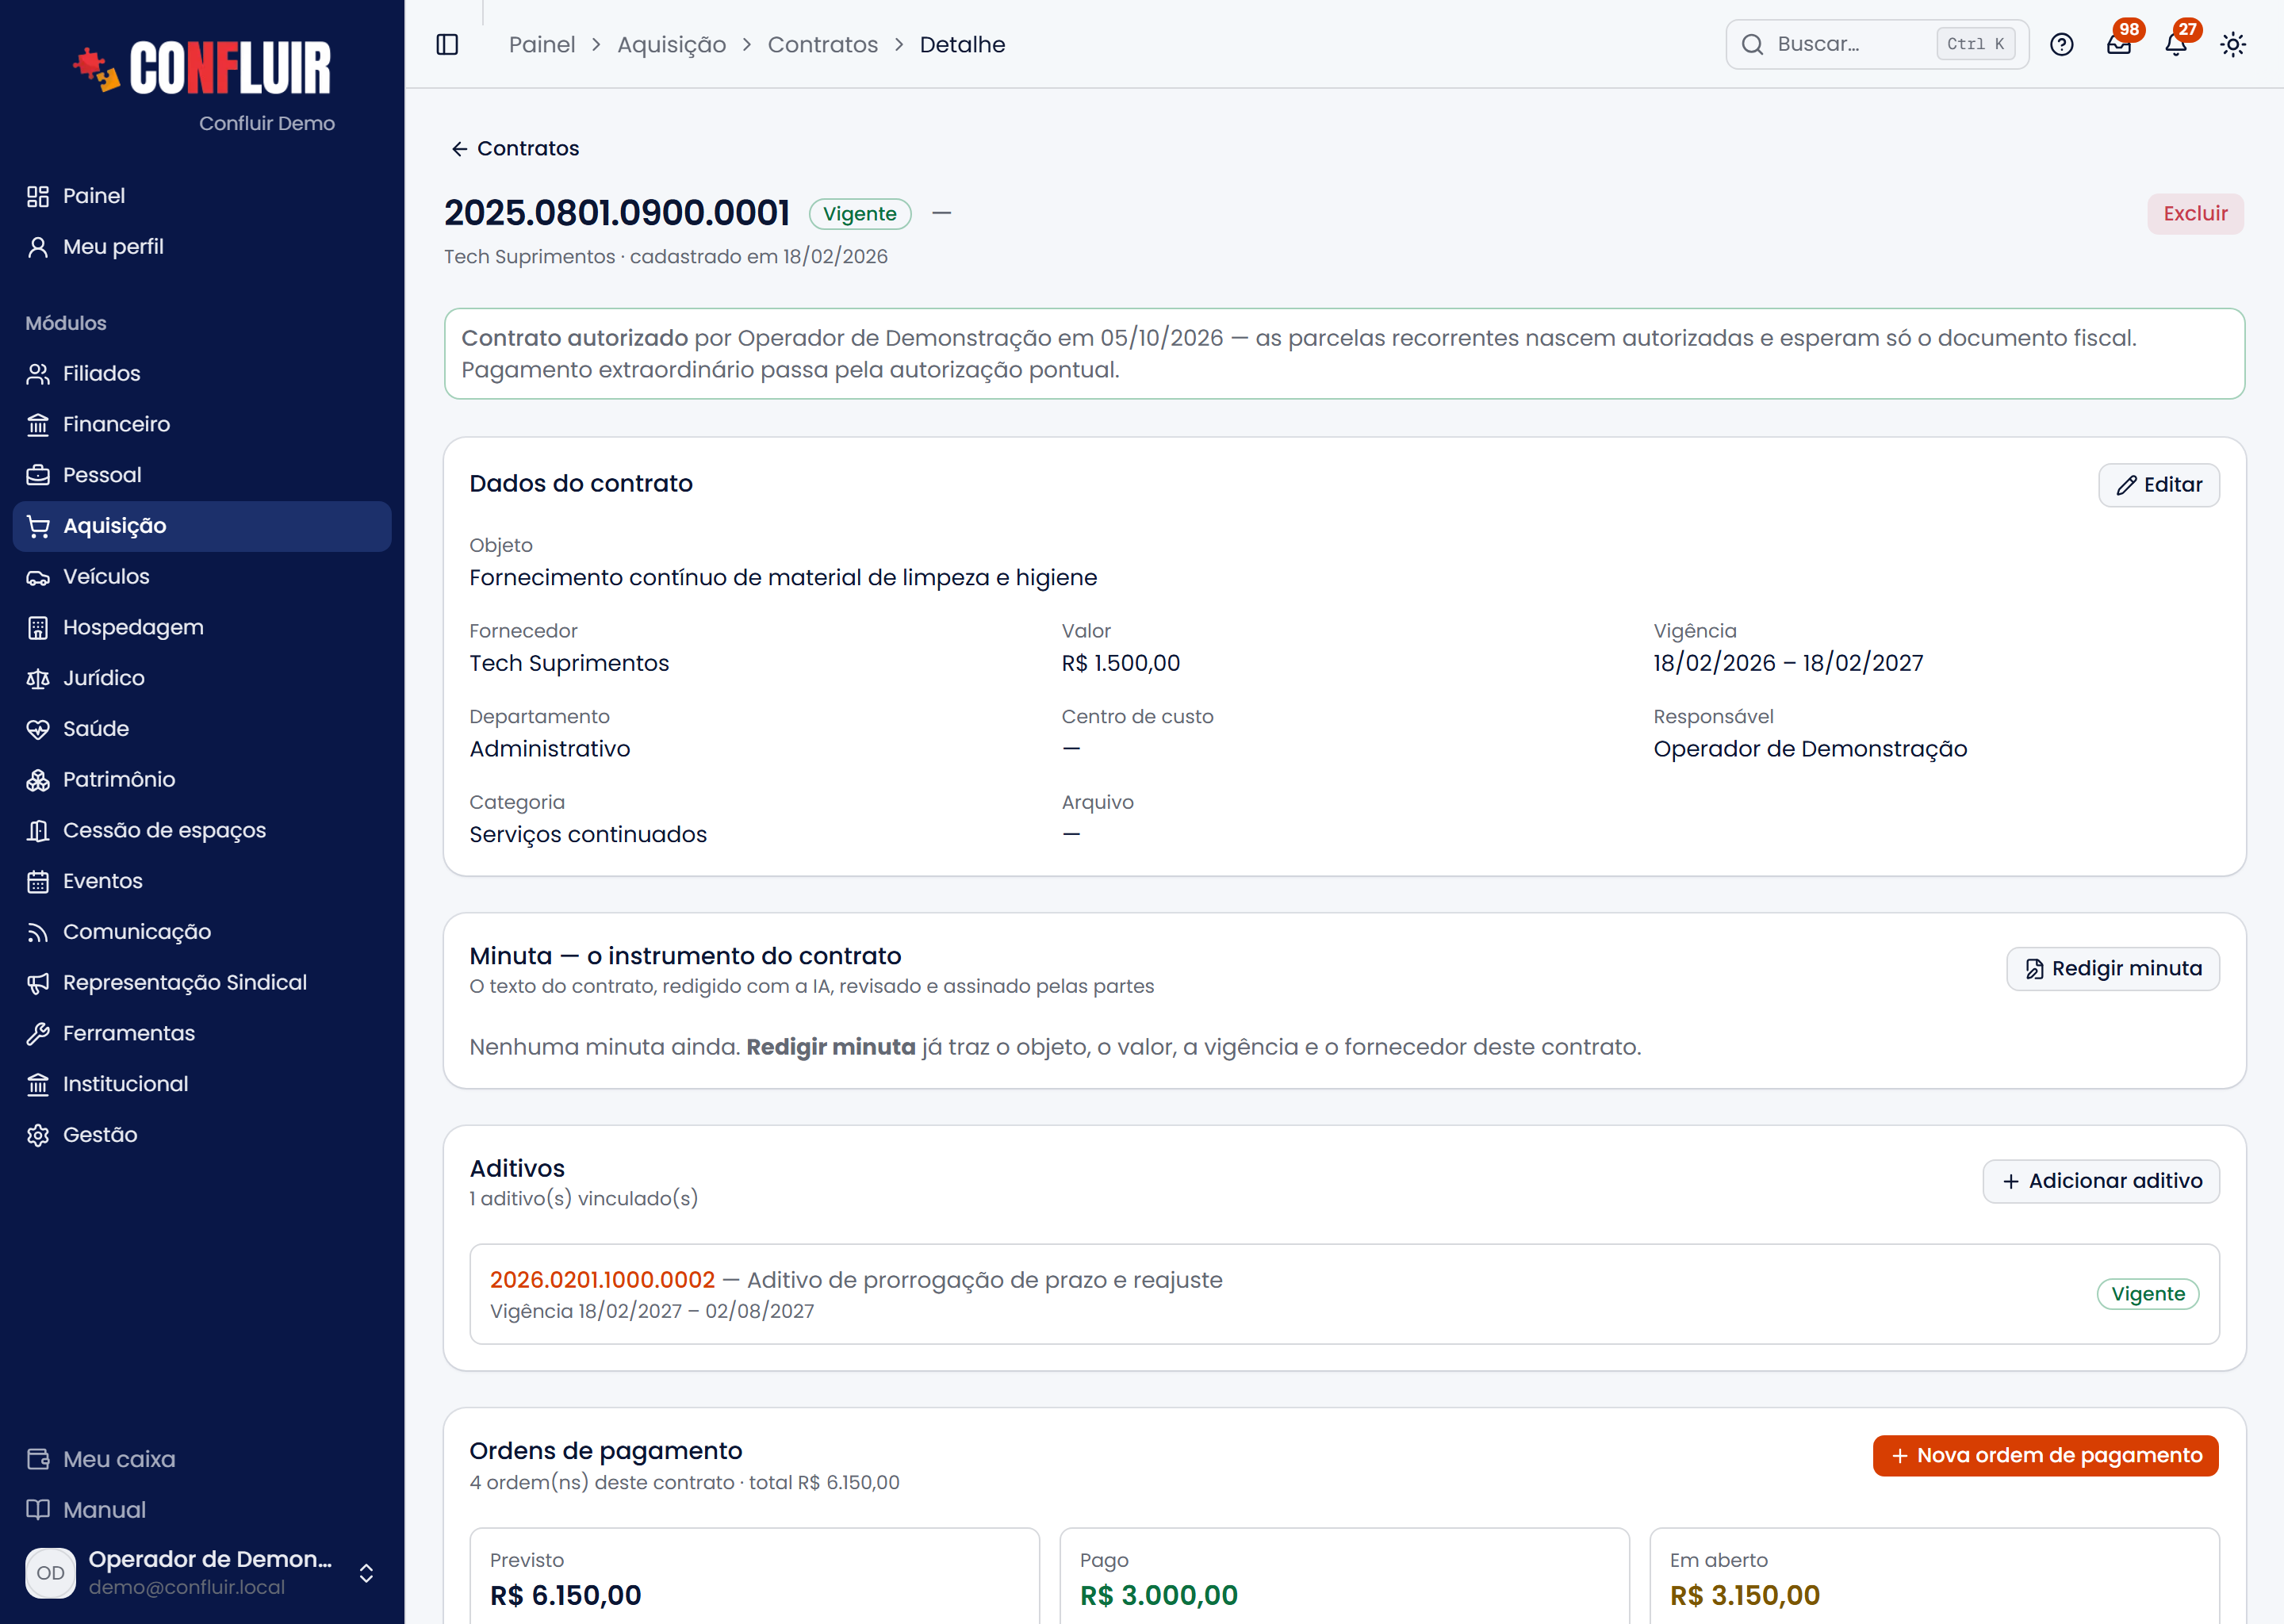 CONFLUIR
Confluir Demo
Painel
Meu perfil
Módulos
Filiados
Financeiro
Pessoal
Aquisição
Veículos
Hospedagem
Jurídico
Saúde
Patrimônio
Cessão de espaços
Eventos
Comunicação
Representação Sindical
Ferramentas
Institucional
Gestão
Meu caixa
Manual
OD
Operador de Demon...
demo@confluir.local
Painel > Aquisição > Contratos > Detalhe
Buscar... Ctrl K
98
27
← Contratos
2025.0801.0900.0001 Vigente —
Excluir
Tech Suprimentos · cadastrado em 18/02/2026
Contrato autorizado por Operador de Demonstração em 05/10/2026 — as parcelas recorrentes nascem autorizadas e esperam só o documento fiscal.
Pagamento extraordinário passa pela autorização pontual.
Dados do contrato
Editar
Objeto
Fornecimento contínuo de material de limpeza e higiene
Fornecedor
Tech Suprimentos
Valor
R$ 1.500,00
Vigência
18/02/2026 – 18/02/2027
Departamento
Administrativo
Centro de custo
—
Responsável
Operador de Demonstração
Categoria
Serviços continuados
Arquivo
—
Minuta — o instrumento do contrato
O texto do contrato, redigido com a IA, revisado e assinado pelas partes
Redigir minuta
Nenhuma minuta ainda. Redigir minuta já traz o objeto, o valor, a vigência e o fornecedor deste contrato.
Aditivos
1 aditivo(s) vinculado(s)
+ Adicionar aditivo
2026.0201.1000.0002 — Aditivo de prorrogação de prazo e reajuste
Vigência 18/02/2027 – 02/08/2027
Vigente
Ordens de pagamento
4 ordem(ns) deste contrato · total R$ 6.150,00
+ Nova ordem de pagamento
Previsto
R$ 6.150,00
Pago
R$ 3.000,00
Em aberto
R$ 3.150,00